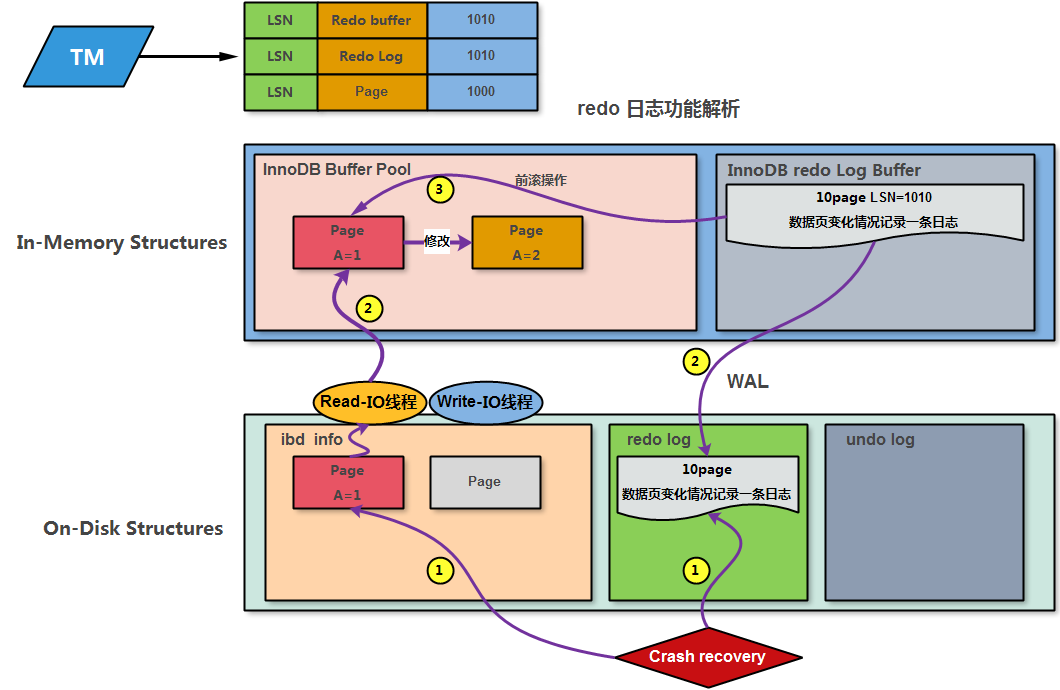 TM
LSN Redo buffer 1010
LSN Redo Log 1010
LSN Page 1000
redo 日志功能解析
In-Memory Structures
InnoDB Buffer Pool
3
前滚操作
Page
A=1
修改
Page
A=2
2
InnoDB redo Log Buffer
10page LSN=1010
数据页变化情况记录一条日志
2
WAL
Read-IO线程
Write-IO线程
On-Disk Structures
ibd info
Page
A=1
Page
1
redo log
10page
数据页变化情况记录一条日志
1
undo log
Crash recovery